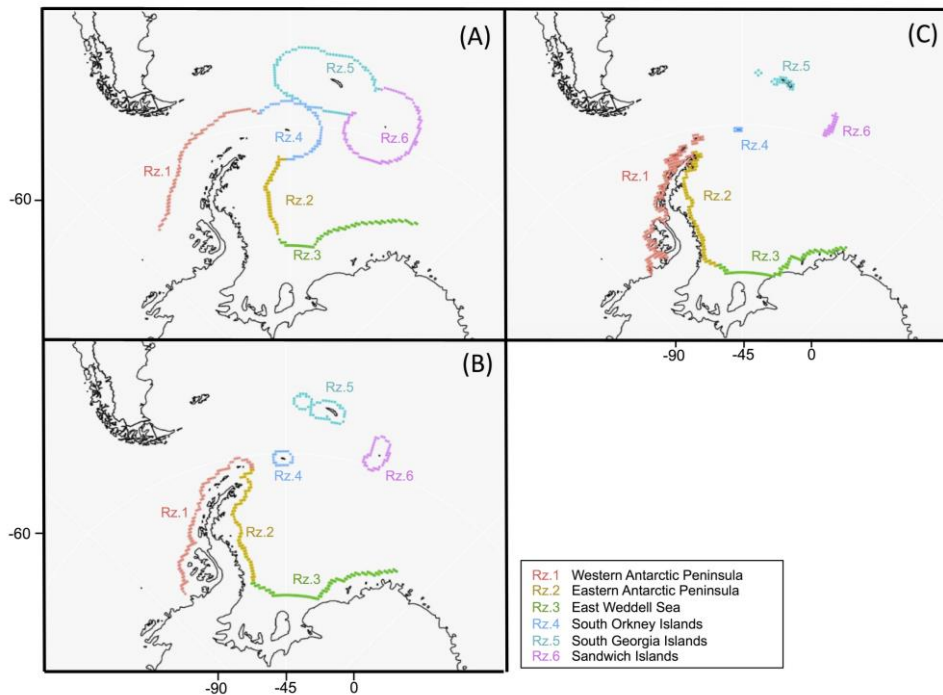 (A)
Rz.5
Rz.4
Rz.6
Rz.1
Rz.2
Rz.3
-60
(C)
Rz.5
Rz.4
Rz.6
Rz.1
Rz.2
Rz.3
-90 -45 0
(B)
Rz.5
Rz.4
Rz.6
Rz.1
Rz.2
Rz.3
-60
-90 -45 0
Rz.1 Western Antarctic Peninsula
Rz.2 Eastern Antarctic Peninsula
Rz.3 East Weddell Sea
Rz.4 South Orkney Islands
Rz.5 South Georgia Islands
Rz.6 Sandwich Islands